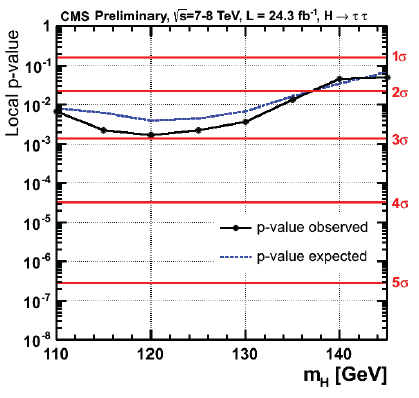 CMS Preliminary, √s=7-8 TeV, L = 24.3 fb⁻¹, H → τ τ
Local p-value
1
10⁻¹
10⁻²
10⁻³
10⁻⁴
10⁻⁵
10⁻⁶
10⁻⁷
10⁻⁸
1σ
2σ
3σ
4σ
5σ
p-value observed
p-value expected
110 120 130 140
m_H [GeV]